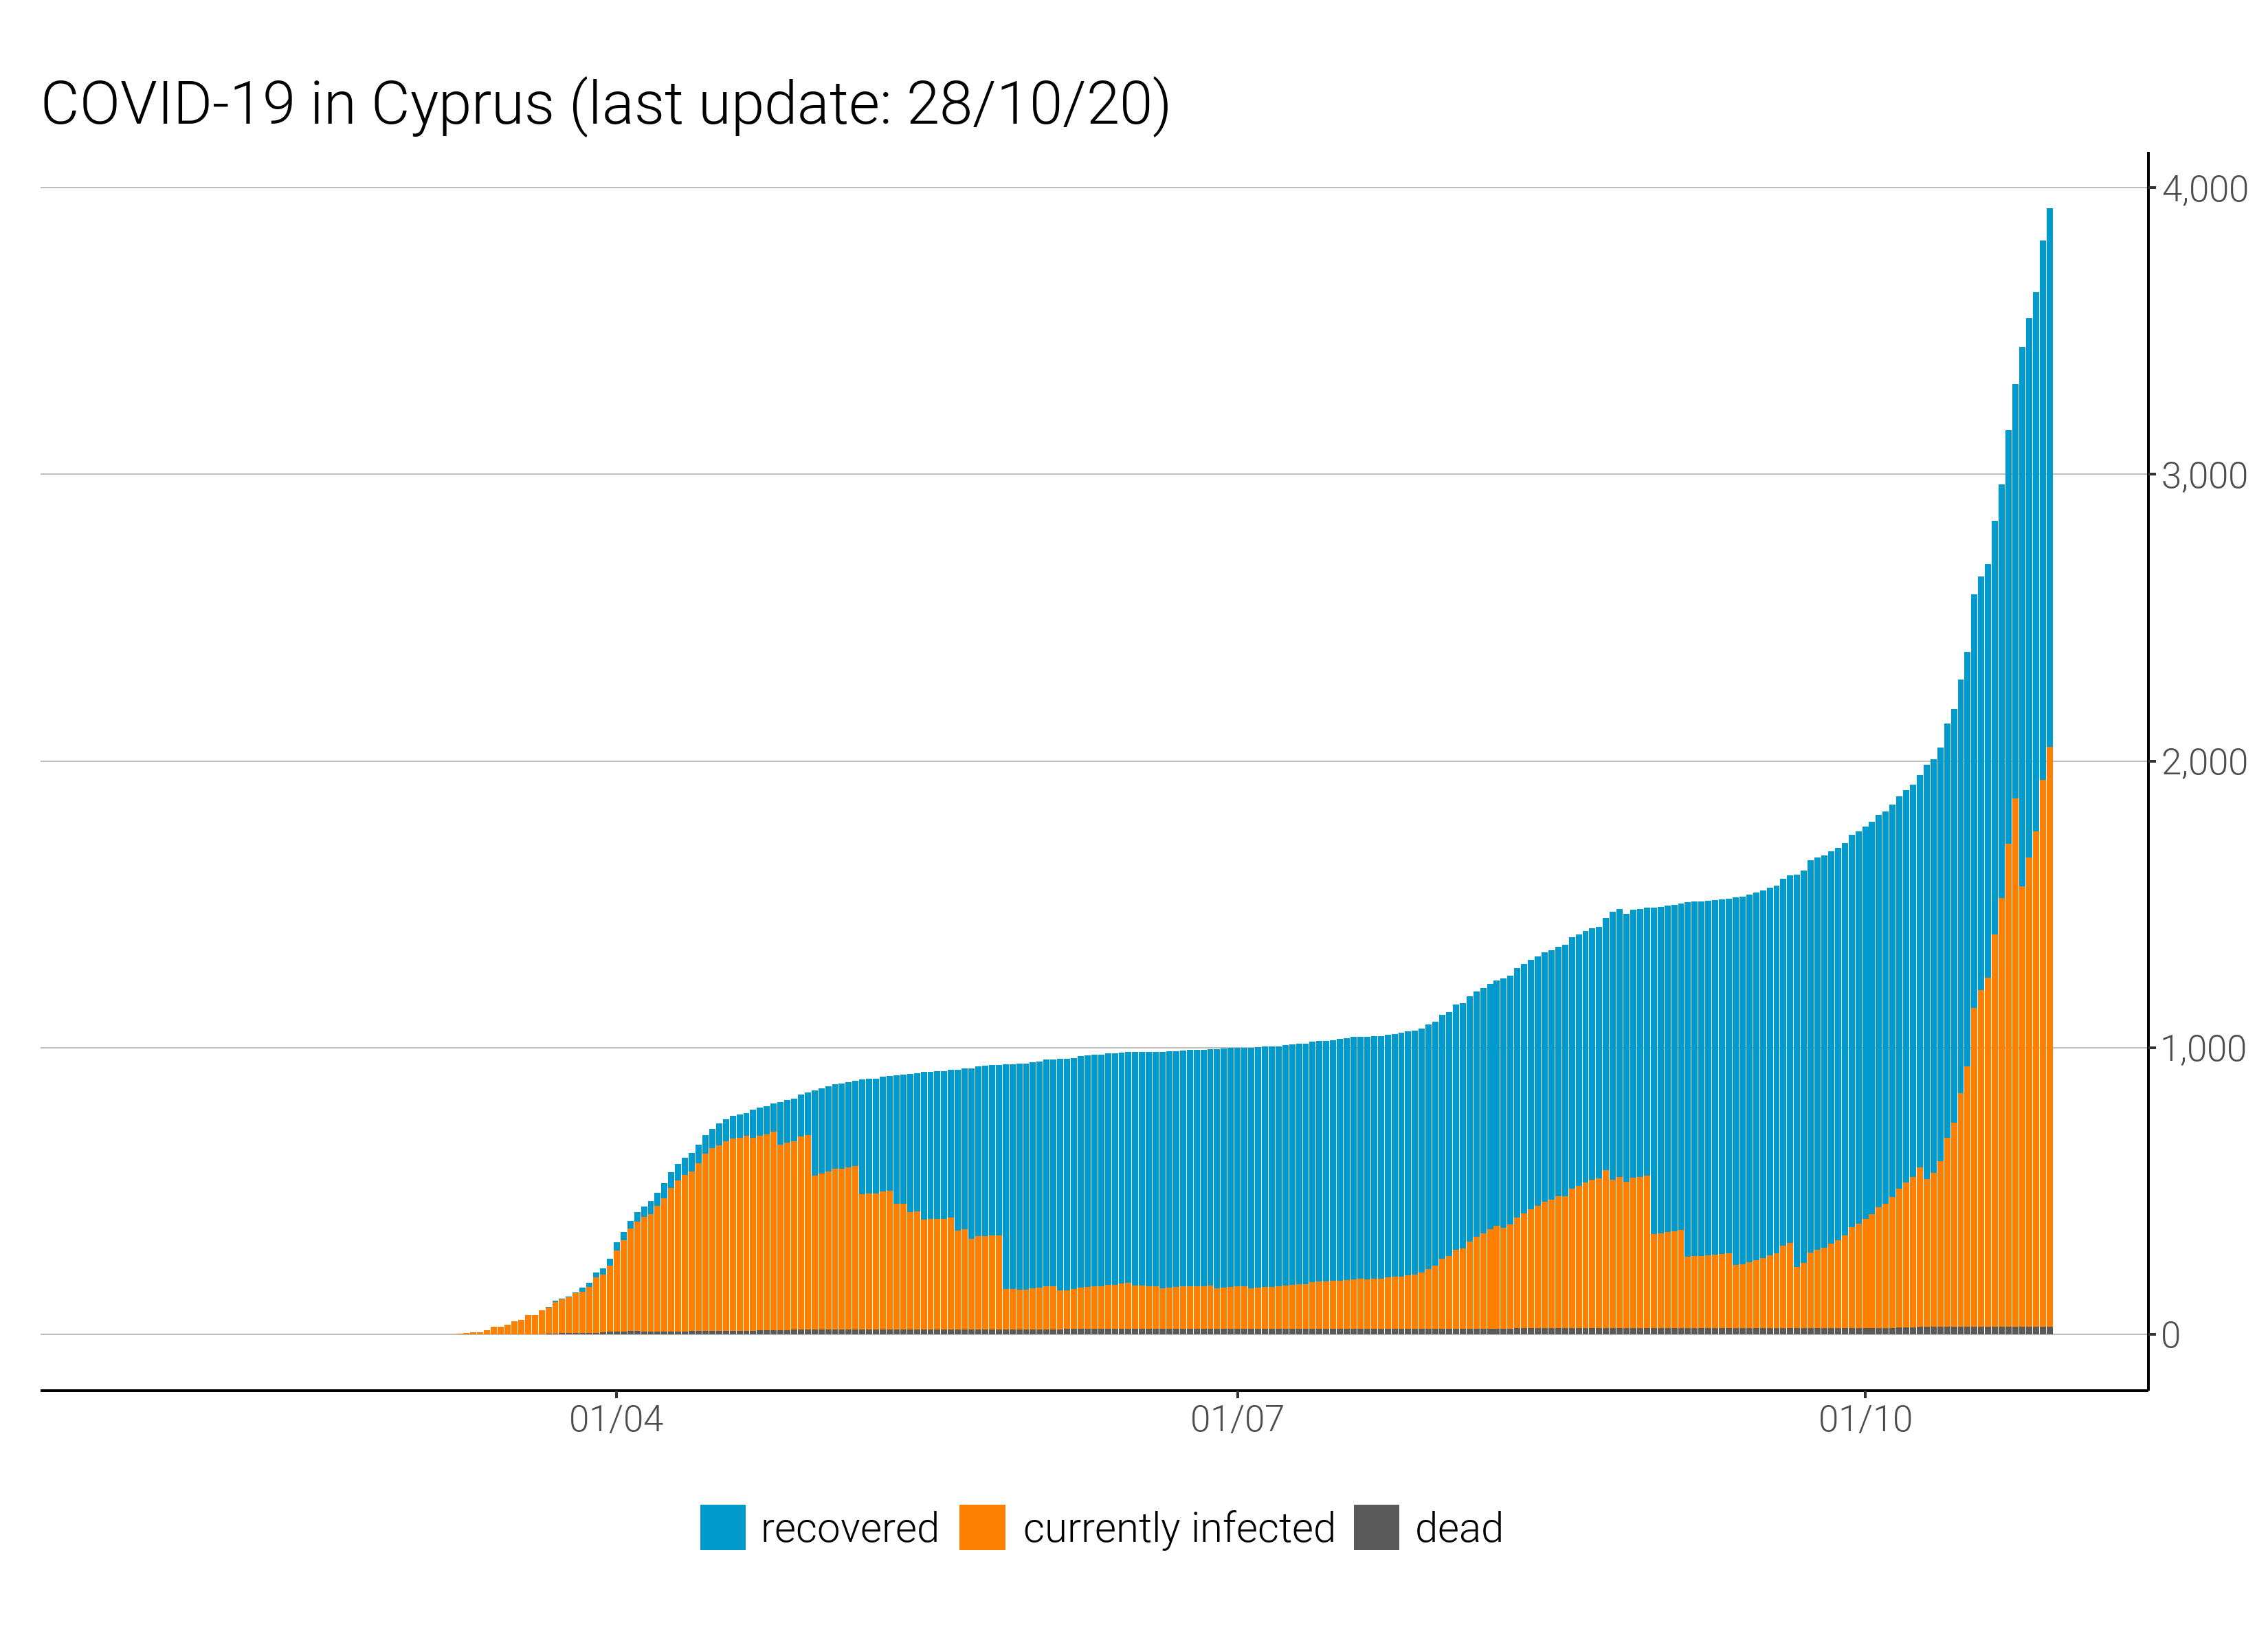 COVID-19 in Cyprus (last update: 28/10/20)
4,000
3,000
2,000
1,000
0
01/04 01/07 01/10
recovered currently infected dead